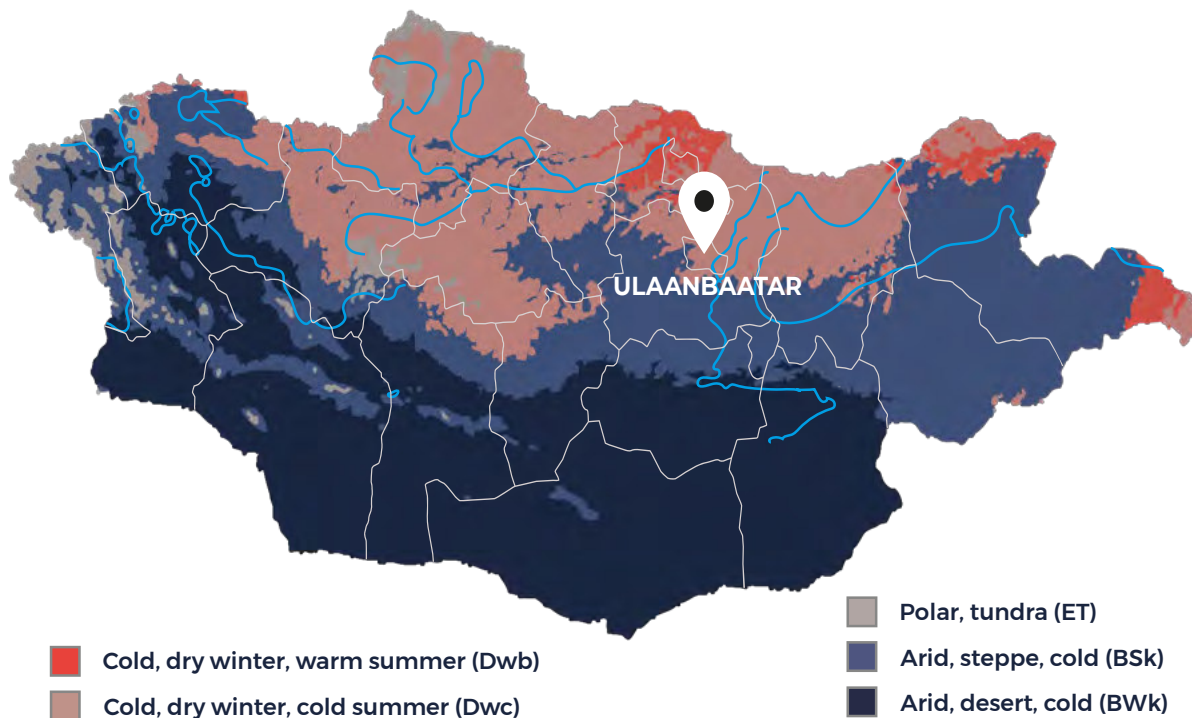 ULAANBAATAR
Polar, tundra (ET)
Cold, dry winter, warm summer (Dwb)
Arid, steppe, cold (BSk)
Cold, dry winter, cold summer (Dwc)
Arid, desert, cold (BWk)